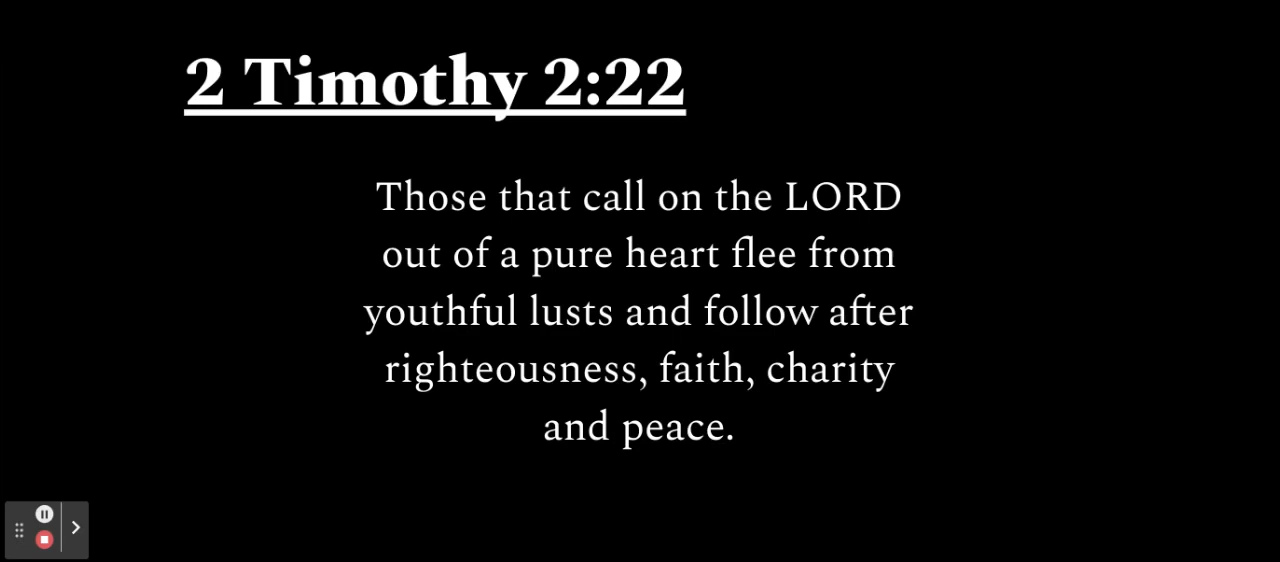 2 Timothy 2:22
Those that call on the LORD
out of a pure heart flee from
youthful lusts and follow after
righteousness, faith, charity
and peace.